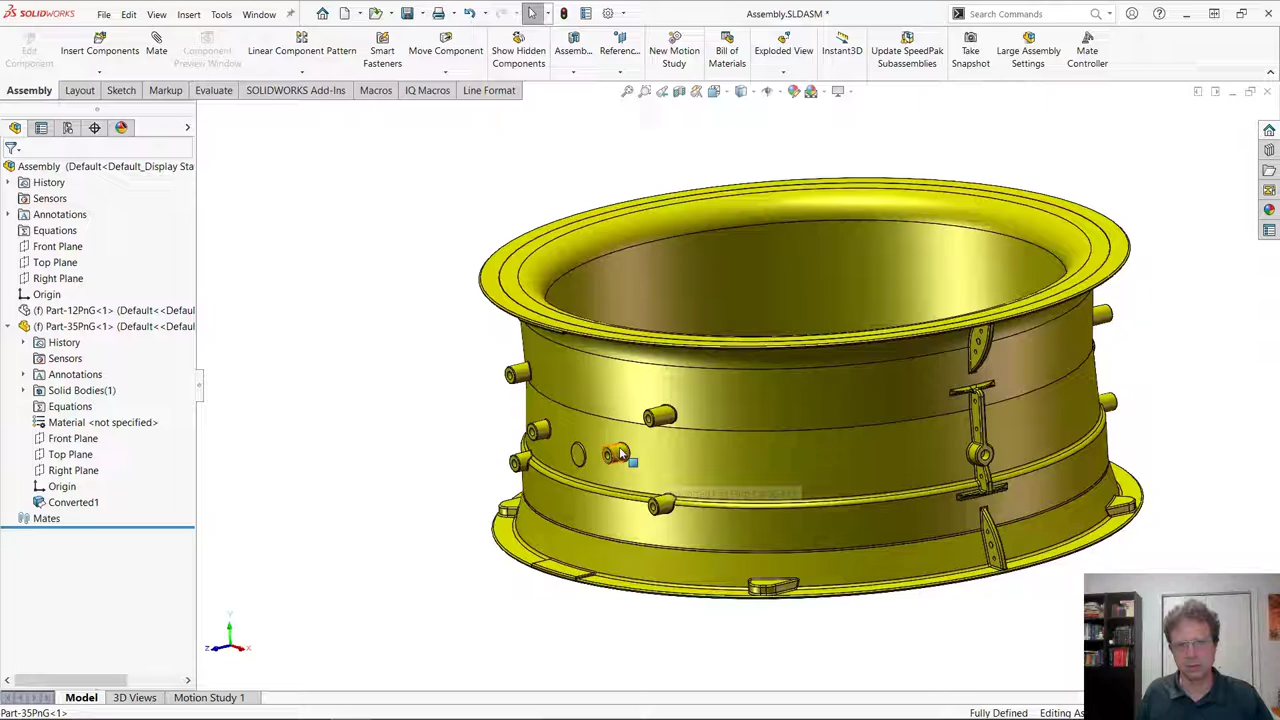 SOLIDWORKS
File
Edit
View
Insert
Tools
Window
Assembly.SLDASM *
Search Commands
Edit
Component
Insert Components
Mate
Component
Preview Window
Linear Component Pattern
Smart
Fasteners
Move Component
Show Hidden
Components
Assemb...
Referenc...
New Motion
Study
Bill of
Materials
Exploded View
Instant3D
Update SpeedPak
Subassemblies
Take
Snapshot
Large Assembly
Settings
Mate
Controller
Assembly
Layout
Sketch
Markup
Evaluate
SOLIDWORKS Add-Ins
Macros
IQ Macros
Line Format
Assembly (Default<Default_Display Sta
History
Sensors
Annotations
Equations
Front Plane
Top Plane
Right Plane
Origin
(f) Part-12PnG<1> (Default<<Defaul
(f) Part-35PnG<1> (Default<<Defaul
History
Sensors
Annotations
Solid Bodies(1)
Equations
Material <not specified>
Front Plane
Top Plane
Right Plane
Origin
Converted1
Mates
Y
Z
X
Model
3D Views
Motion Study 1
Part-35PnG<1>
Fully Defined
Editing As